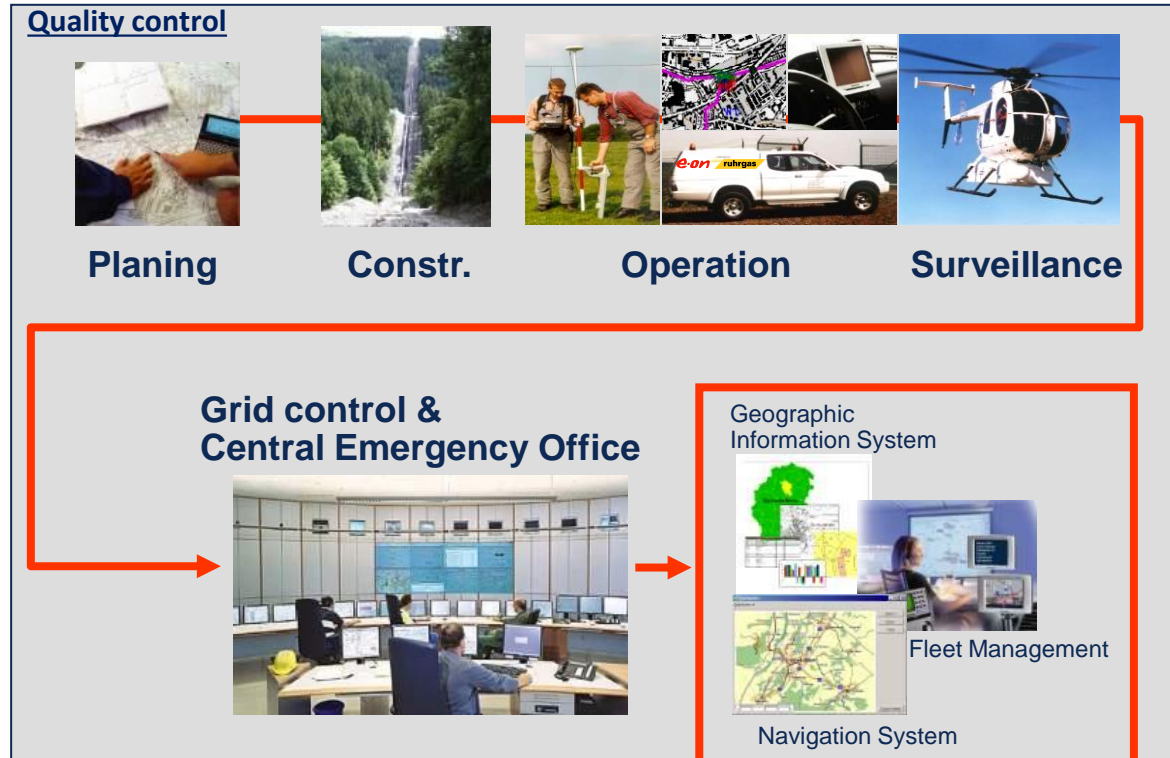 Quality control
e·on ruhrgas
Planing
Constr.
Operation
Surveillance
Grid control &
Central Emergency Office
Geographic
Information System
Fleet Management
Navigation System